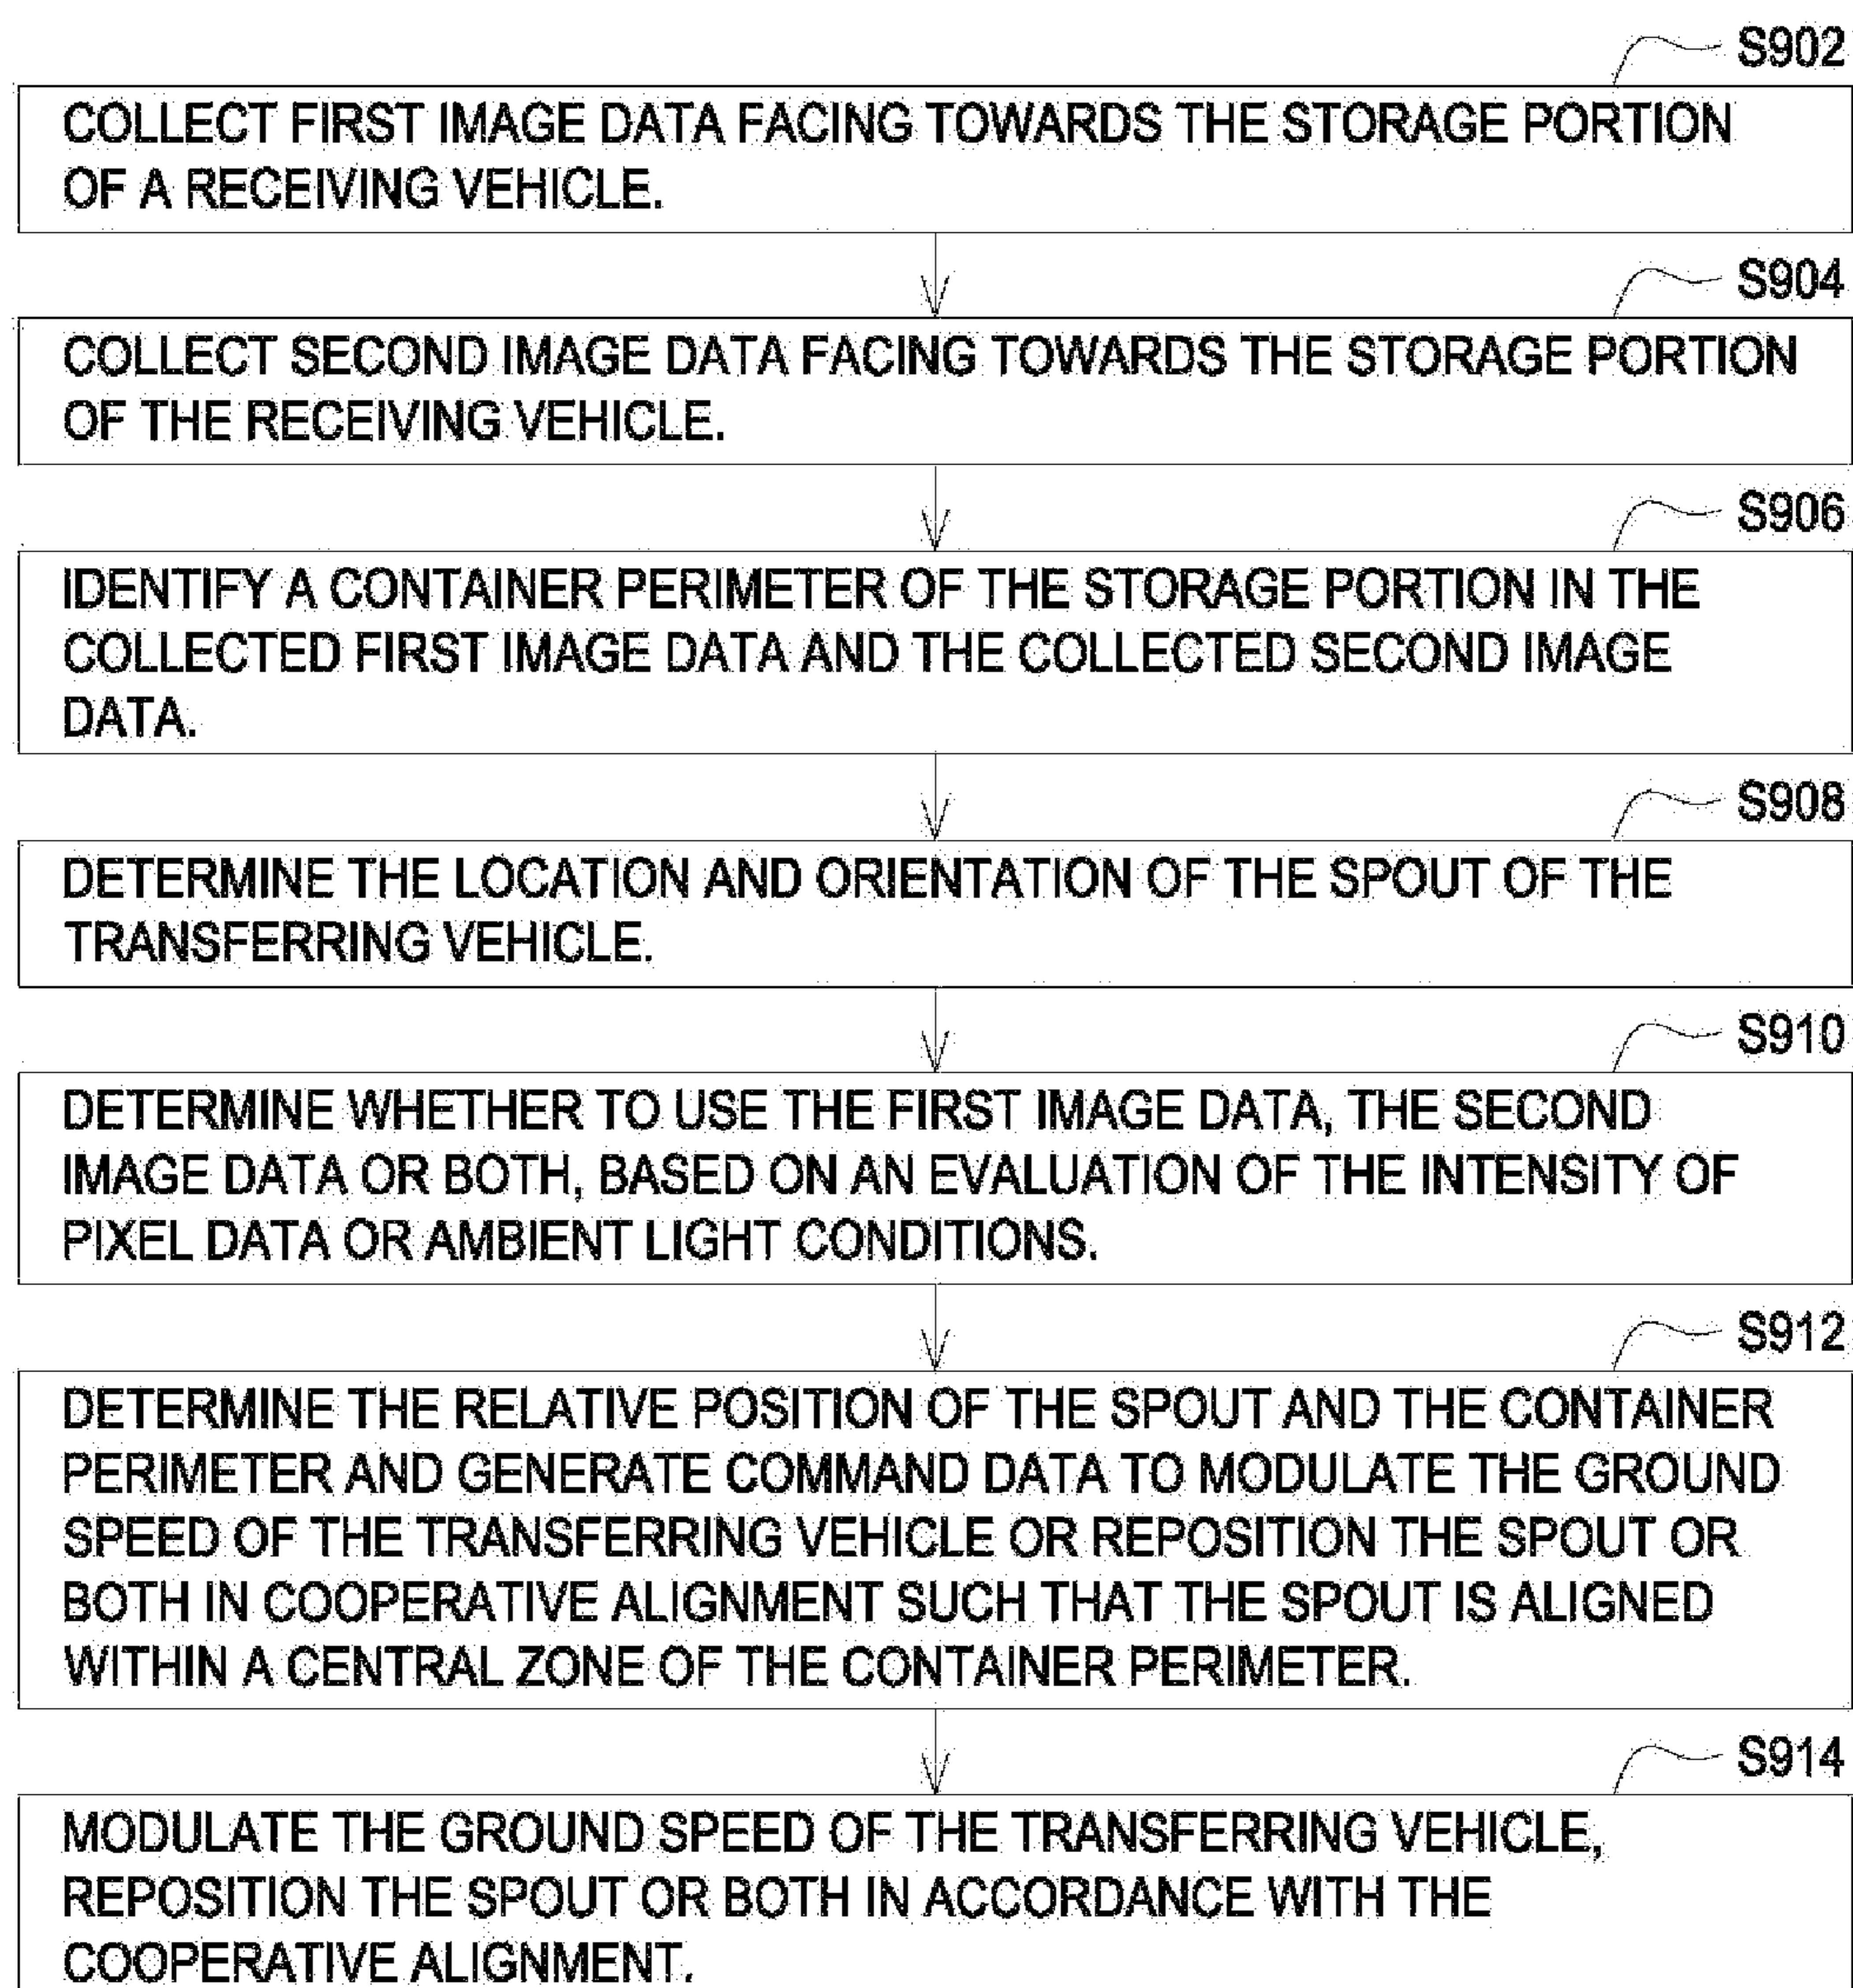 S902
COLLECT FIRST IMAGE DATA FACING TOWARDS THE STORAGE PORTION
OF A RECEIVING VEHICLE.
S904
COLLECT SECOND IMAGE DATA FACING TOWARDS THE STORAGE PORTION
OF THE RECEIVING VEHICLE.
S906
IDENTIFY A CONTAINER PERIMETER OF THE STORAGE PORTION IN THE
COLLECTED FIRST IMAGE DATA AND THE COLLECTED SECOND IMAGE
DATA.
S908
DETERMINE THE LOCATION AND ORIENTATION OF THE SPOUT OF THE
TRANSFERRING VEHICLE.
S910
DETERMINE WHETHER TO USE THE FIRST IMAGE DATA, THE SECOND
IMAGE DATA OR BOTH, BASED ON AN EVALUATION OF THE INTENSITY OF
PIXEL DATA OR AMBIENT LIGHT CONDITIONS.
S912
DETERMINE THE RELATIVE POSITION OF THE SPOUT AND THE CONTAINER
PERIMETER AND GENERATE COMMAND DATA TO MODULATE THE GROUND
SPEED OF THE TRANSFERRING VEHICLE OR REPOSITION THE SPOUT OR
BOTH IN COOPERATIVE ALIGNMENT SUCH THAT THE SPOUT IS ALIGNED
WITHIN A CENTRAL ZONE OF THE CONTAINER PERIMETER.
S914
MODULATE THE GROUND SPEED OF THE TRANSFERRING VEHICLE,
REPOSITION THE SPOUT OR BOTH IN ACCORDANCE WITH THE
COOPERATIVE ALIGNMENT.